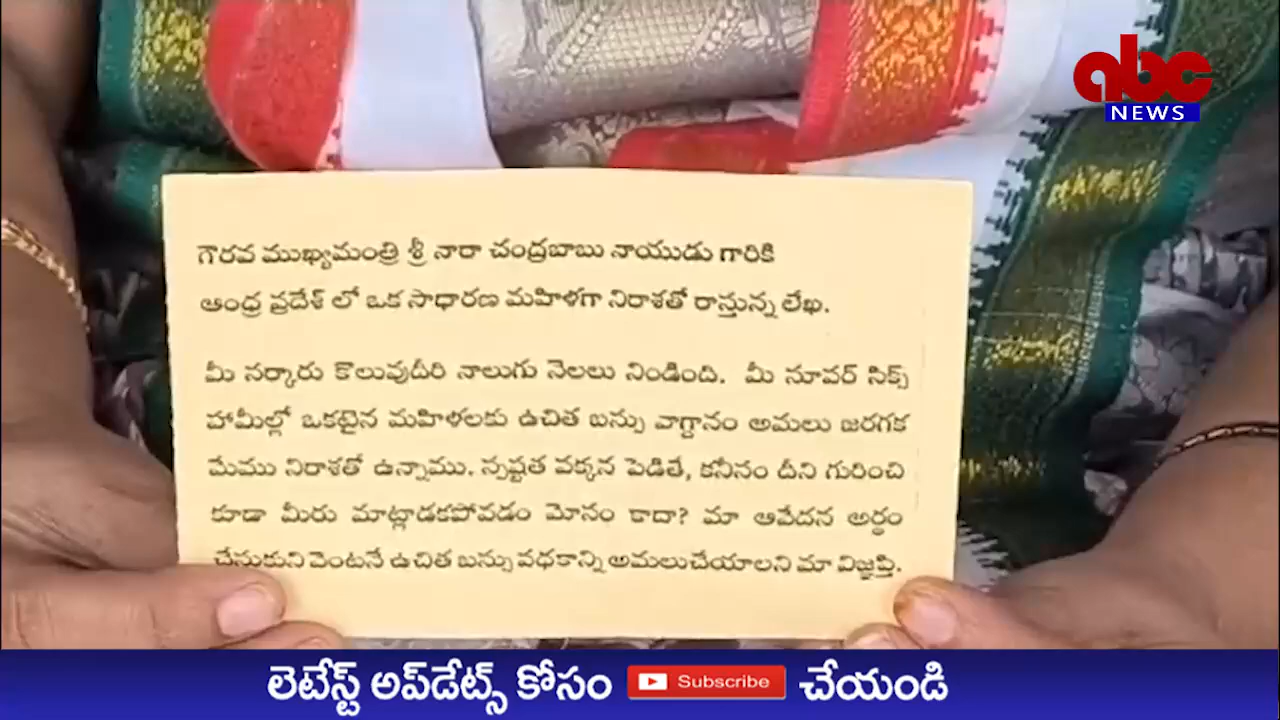 abc
NEWS
గౌరవ ముఖ్యమంత్రి శ్రీ నారా చంద్రబాబు నాయుడు గారికి
ఆంధ్ర ప్రదేశ్ లో ఒక సాధారణ మహిళగా నిరాశతో రాస్తున్న లేఖ.
మీ సర్కారు కొలువుదీరి నాలుగు నెలలు నిండింది. మీ సూపర్ సిక్స్
హామీల్లో ఒకటైన మహిళలకు ఉచిత బస్సు వాగ్దానం అమలు జరగక
మేము నిరాశతో ఉన్నాము. స్పష్టత పక్కన పెడితే, కనీసం దీని గురించి
కూడా మీరు మాట్లాడకపోవడం మోసం కాదా? మా ఆవేదన అర్థం
చేసుకుని వెంటనే ఉచిత బస్సు పథకాన్ని అమలుచేయాలని మా విజ్ఞప్తి.
లెటేస్ట్ అప్‌డేట్స్ కోసం Subscribe చేయండి